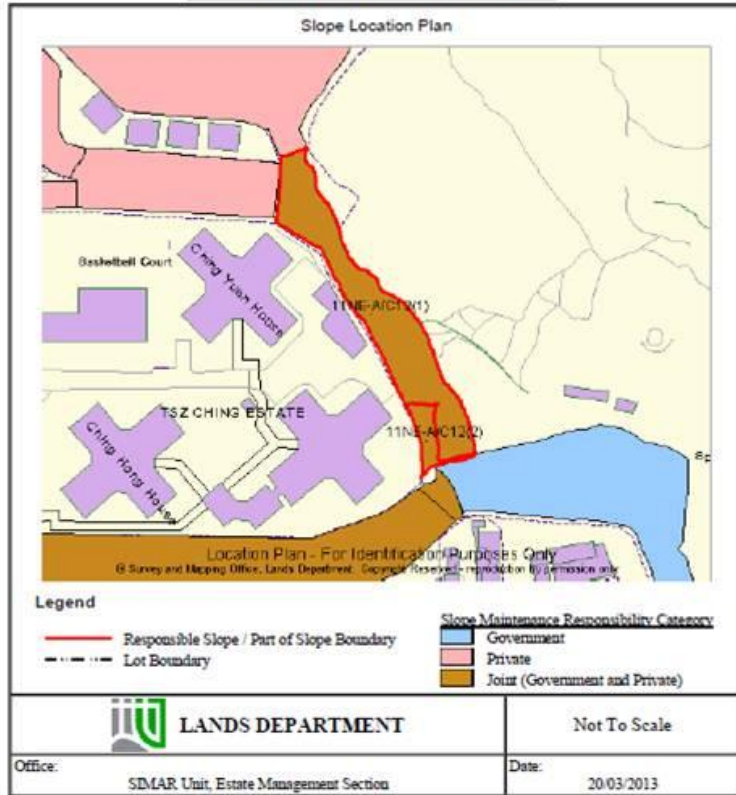 Slope Location Plan
Basketball Court
Ching Yuan House
11NE-A/C12(1)
TSZ CHING ESTATE
11NE-A/C12(2)
Ching Hong House
Sp
Location Plan - For Identification Purposes Only
© Survey and Mapping Office, Lands Department. Copyright Reserved - reproduction by permission only
Legend
Responsible Slope / Part of Slope Boundary
Lot Boundary
Slope Maintenance Responsibility Category
Government
Private
Joint (Government and Private)
LANDS DEPARTMENT
Not To Scale
Office:
SIMAR Unit, Estate Management Section
Date:
20/03/2013